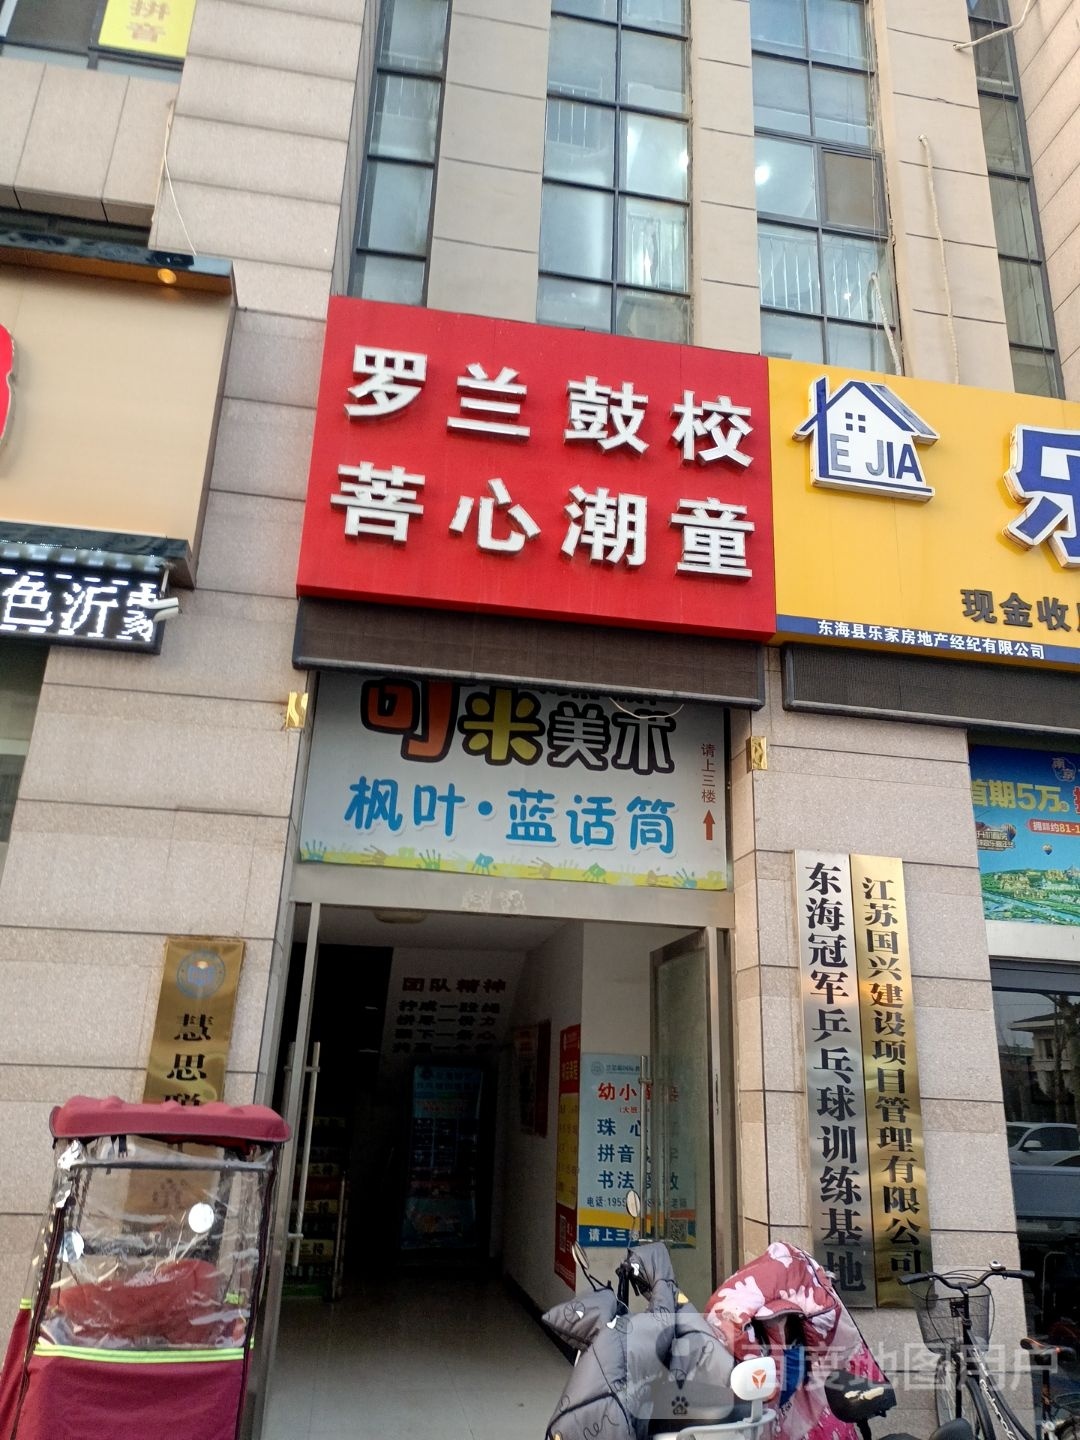 拼音
罗兰鼓校
菩心潮童
E JIA
乐
现金收
东海县乐家房地产经纪有限公司
色沂蒙
可米美术
枫叶·蓝话筒
请上三楼
南京
首期5万
东海冠军乒乓球训练基地
江苏国兴建设项目管理有限公司
慧思
团队精神
幼小
珠心
拼音
书法
请上三
百度地图用户